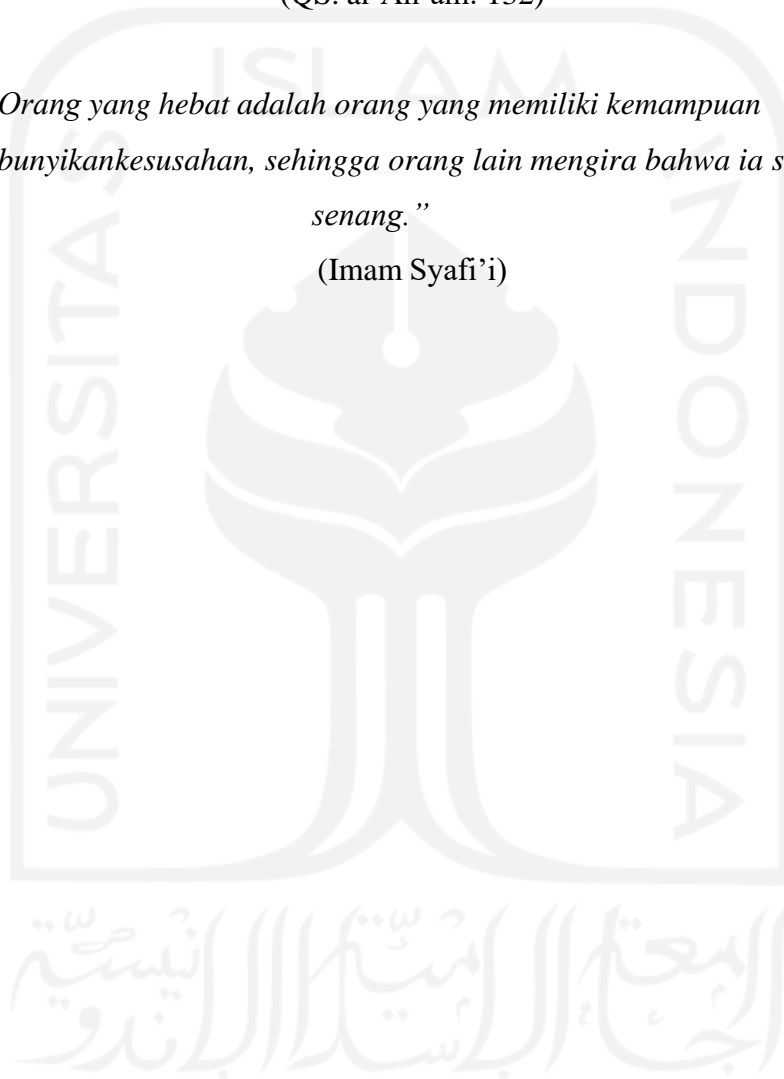 (QS. al-An'am: 132)
Orang yang hebat adalah orang yang memiliki kemampuan
bunyikankesusahan, sehingga orang lain mengira bahwa ia s
senang.”
(Imam Syafi’i)
ISLAM
UNIVERSITAS
INDONESIA